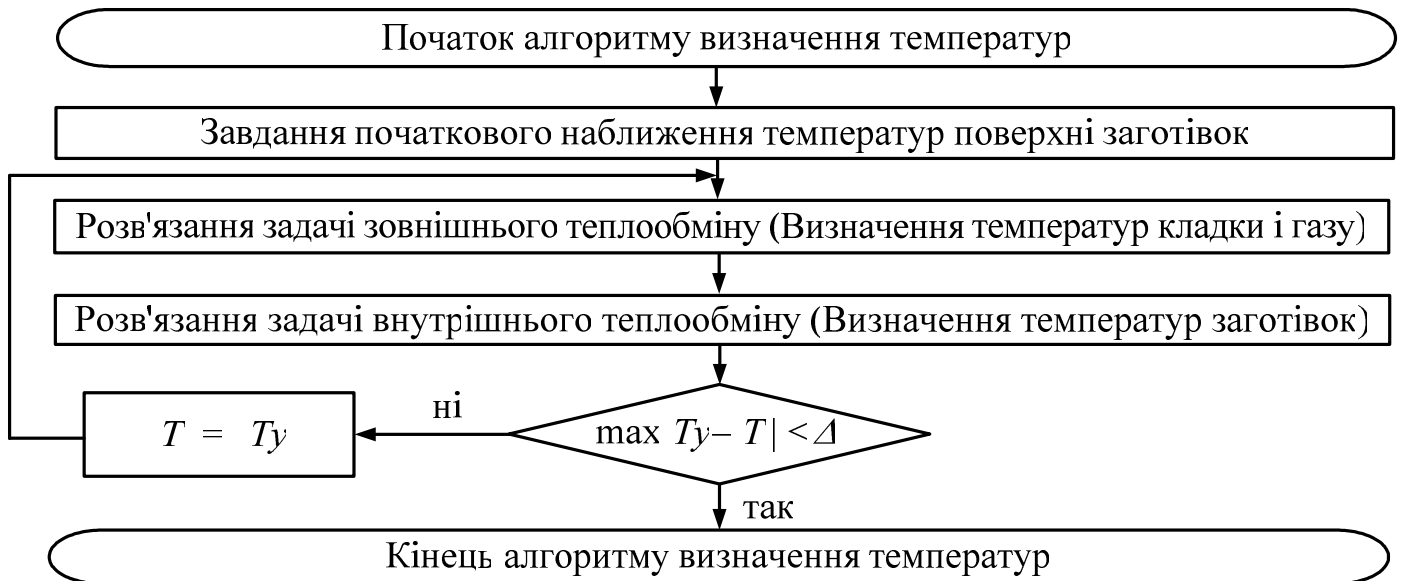 Початок алгоритму визначення температур
Завдання початкового наближення температур поверхні заготівок
Розв'язання задачі зовнішнього теплообміну (Визначення температур кладки і газу)
Розв'язання задачі внутрішнього теплообміну (Визначення температур заготівок)
ні
T = Ty
max Ty – T | < Δ
так
Кінець алгоритму визначення температур